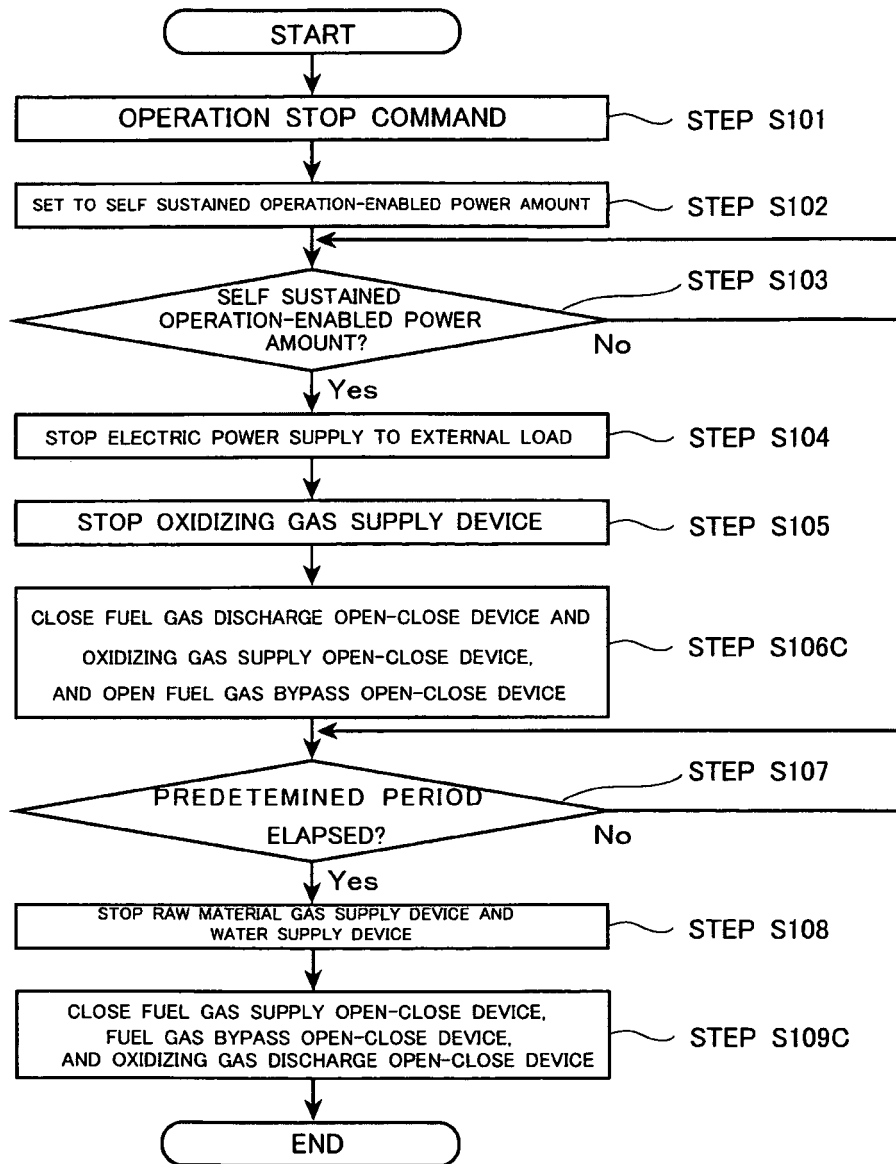 START
OPERATION STOP COMMAND
STEP S101
SET TO SELF SUSTAINED OPERATION-ENABLED POWER AMOUNT
STEP S102
SELF SUSTAINED
OPERATION-ENABLED POWER
AMOUNT?
STEP S103
No
Yes
STOP ELECTRIC POWER SUPPLY TO EXTERNAL LOAD
STEP S104
STOP OXIDIZING GAS SUPPLY DEVICE
STEP S105
CLOSE FUEL GAS DISCHARGE OPEN-CLOSE DEVICE AND
OXIDIZING GAS SUPPLY OPEN-CLOSE DEVICE,
AND OPEN FUEL GAS BYPASS OPEN-CLOSE DEVICE
STEP S106C
PREDETEMINED PERIOD
ELAPSED?
STEP S107
No
Yes
STOP RAW MATERIAL GAS SUPPLY DEVICE AND
WATER SUPPLY DEVICE
STEP S108
CLOSE FUEL GAS SUPPLY OPEN-CLOSE DEVICE,
FUEL GAS BYPASS OPEN-CLOSE DEVICE,
AND OXIDIZING GAS DISCHARGE OPEN-CLOSE DEVICE
STEP S109C
END